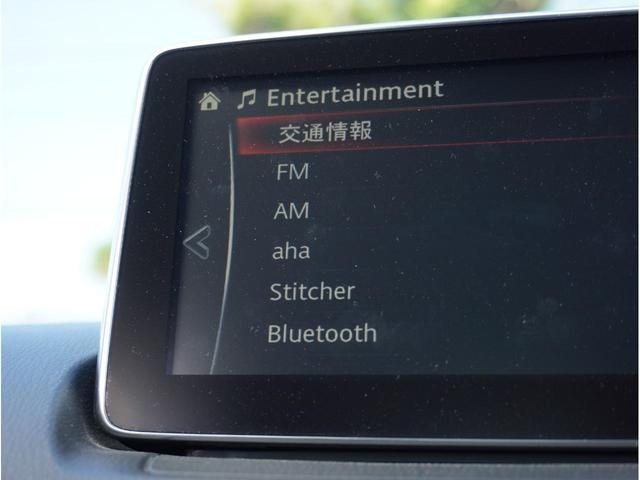 Entertainment
交通情報
FM
AM
aha
Stitcher
Bluetooth